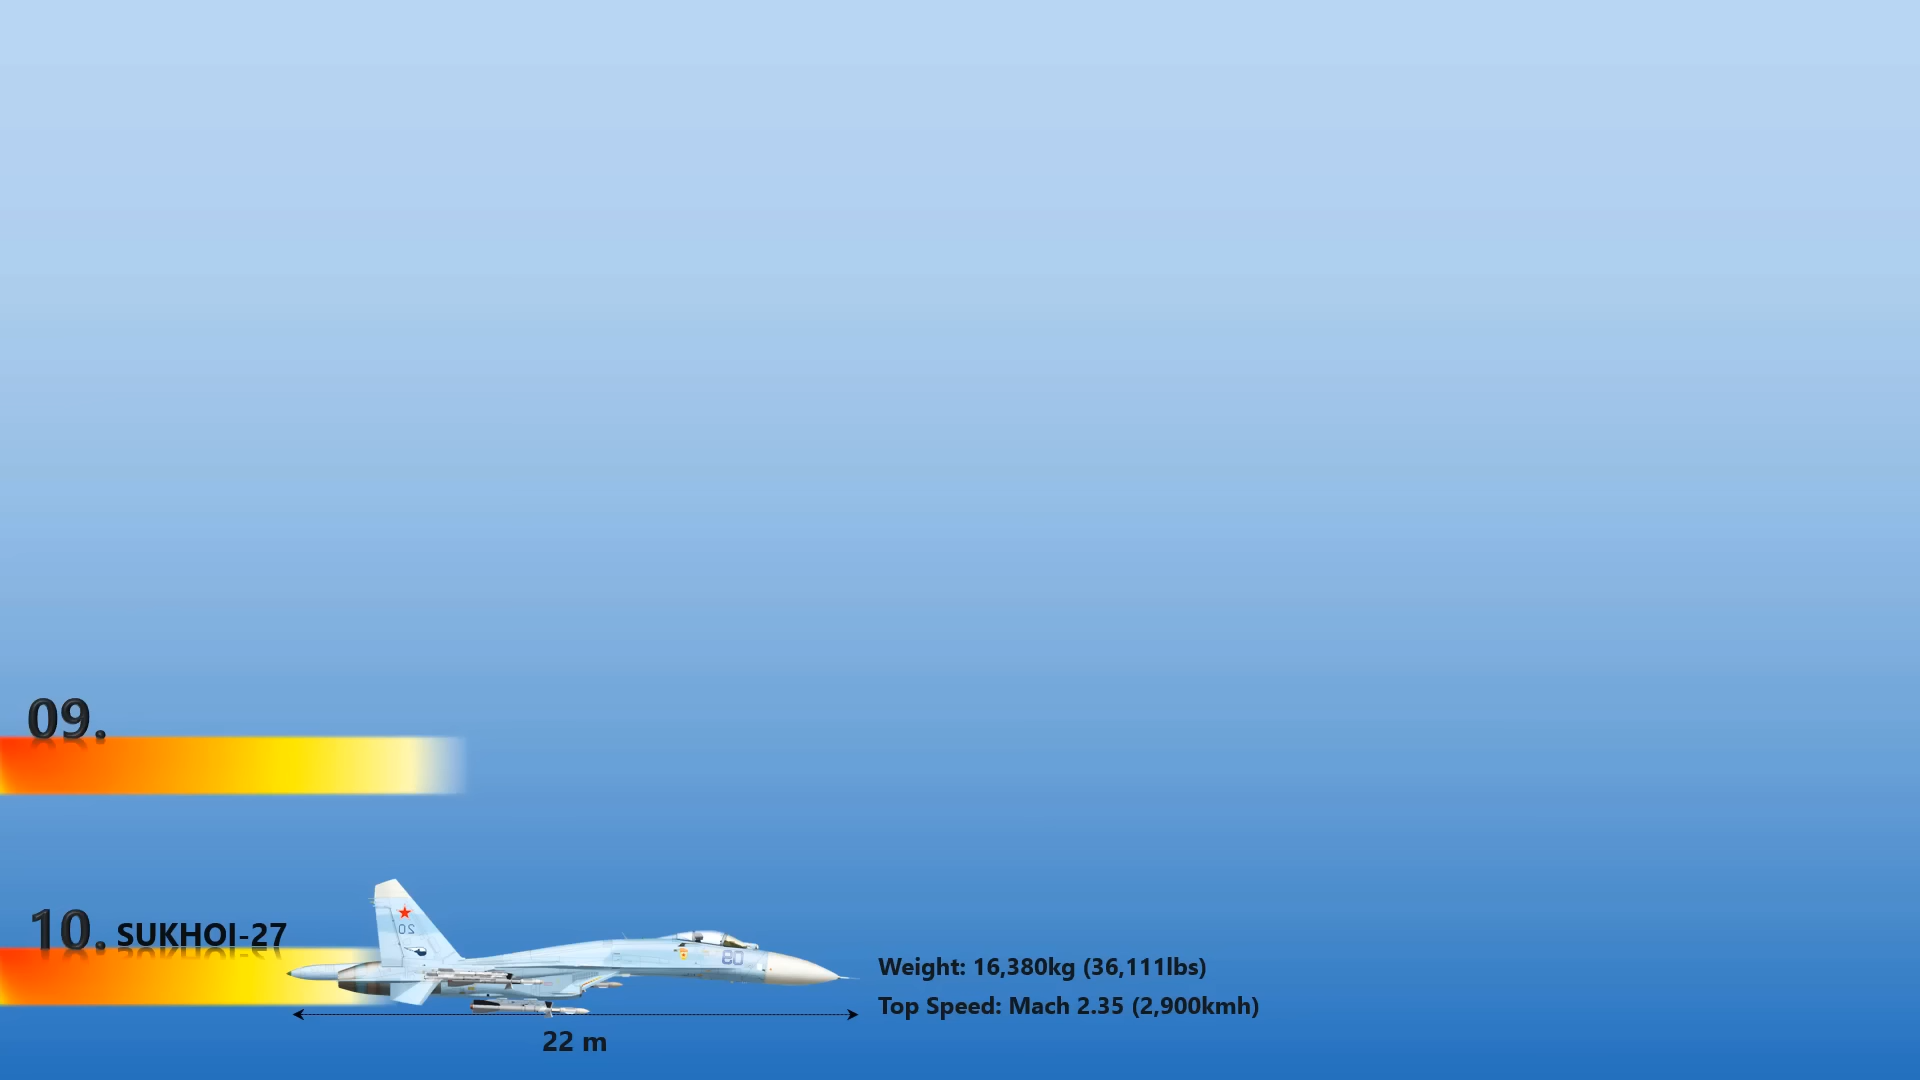 09.
10. SUKHOI-27
Weight: 16,380kg (36,111lbs)
Top Speed: Mach 2.35 (2,900kmh)
22 m